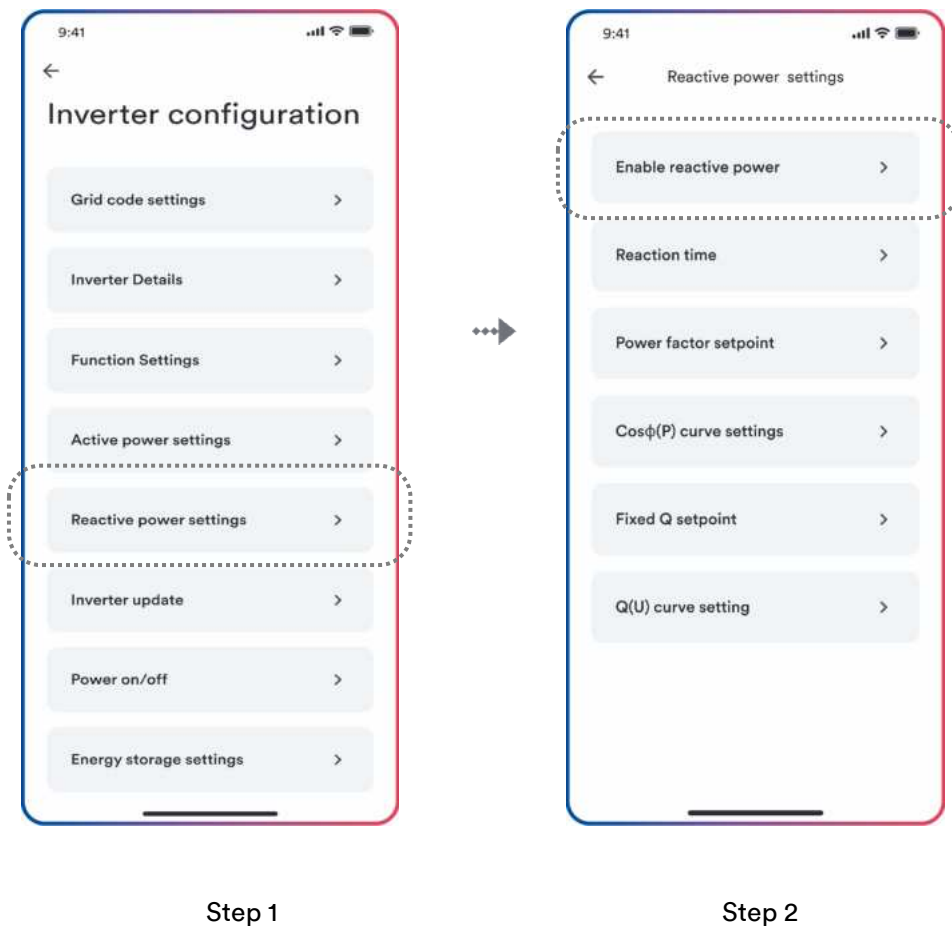 9:41
Inverter configuration
Grid code settings
Inverter Details
Function Settings
Active power settings
Reactive power settings
Inverter update
Power on/off
Energy storage settings
Step 1
9:41
Reactive power settings
Enable reactive power
Reaction time
Power factor setpoint
Cosϕ(P) curve settings
Fixed Q setpoint
Q(U) curve setting
Step 2